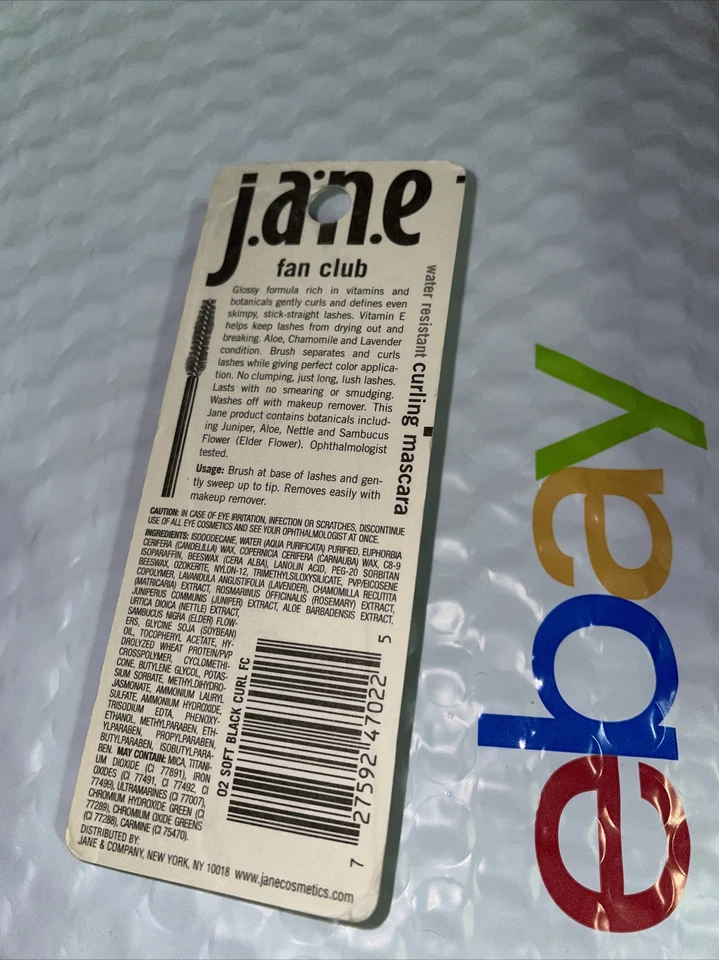 jane
fan club
Glossy formula rich in vitamins and
botanicals gently curls and defines even
skimpy, stick-straight lashes. Vitamin E
helps keep lashes from drying out and
breaking. Aloe, Chamomile and Lavender
condition. Brush separates and curls
lashes while giving perfect color applica-
tion. No clumping, just long, lush lashes.
Lasts with no smearing or smudging.
Washes off with makeup remover. This
Jane product contains botanicals includ-
ing Juniper, Aloe, Nettle and Sambucus
Flower (Elder Flower). Ophthalmologist
tested.
Usage: Brush at base of lashes and gen-
tly sweep up to tip. Removes easily with
makeup remover.
water resistant curling mascara
CAUTION: IN CASE OF EYE IRRITATION, INFECTION OR SCRATCHES, DISCONTINUE
USE OF ALL EYE COSMETICS AND SEE YOUR OPHTHALMOLOGIST AT ONCE.
INGREDIENTS: ISODODECANE, WATER (AQUA PURIFICATA) PURIFIED, EUPHORBIA
CERIFERA (CANDELILLA) WAX, COPERNICA CERIFERA (CARNAUBA) WAX, C8-9
ISOPARAFFIN, BEESWAX (CERA ALBA), LANOLIN ACID, PEG-20 SORBITAN
BEESWAX, OZOKERITE, NYLON-12, TRIMETHYLSILOXYSILICATE, PVP/EICOSENE
COPOLYMER, LAVANDULA ANGUSTIFOLIA (LAVENDER), CHAMOMILLA RECUTITA
(MATRICARIA) EXTRACT, ROSMARINUS OFFICINALIS (ROSEMARY) EXTRACT,
JUNIPERUS COMMUNIS (JUNIPER) EXTRACT, ALOE BARBADENSIS EXTRACT,
URTICA DIOICA (NETTLE) EXTRACT,
SAMBUCUS NIGRA (ELDER) FLOW-
ERS, GLYCINE SOJA (SOYBEAN)
OIL, TOCOPHERYL ACETATE, HY-
DROLYZED WHEAT PROTEIN/PVP
CROSSPOLYMER, CYCLOMETHI-
CONE, BUTYLENE GLYCOL, POTAS-
SIUM SORBATE, METHYLDIHYDRO-
JASMONATE, AMMONIUM LAURYL
SULFATE, AMMONIUM HYDROXIDE,
TRISODIUM EDTA, PHENOXY-
ETHANOL, METHYLPARABEN, ETH-
YLPARABEN, PROPYLPARABEN,
BUTYLPARABEN, ISOBUTYLPARA-
BEN. MAY CONTAIN: MICA, TITANI-
UM DIOXIDE (CI 77891), IRON
OXIDES (CI 77491, CI 77492, CI
77499), ULTRAMARINES (CI 77007),
CHROMIUM HYDROXIDE GREEN (CI
77289), CHROMIUM OXIDE GREENS
(CI 77288), CARMINE (CI 75470).
DISTRIBUTED BY:
JANE & COMPANY, NEW YORK, NY 10018 www.janecosmetics.com
02 SOFT BLACK CURL FC
7 27592 47022 5
ebay